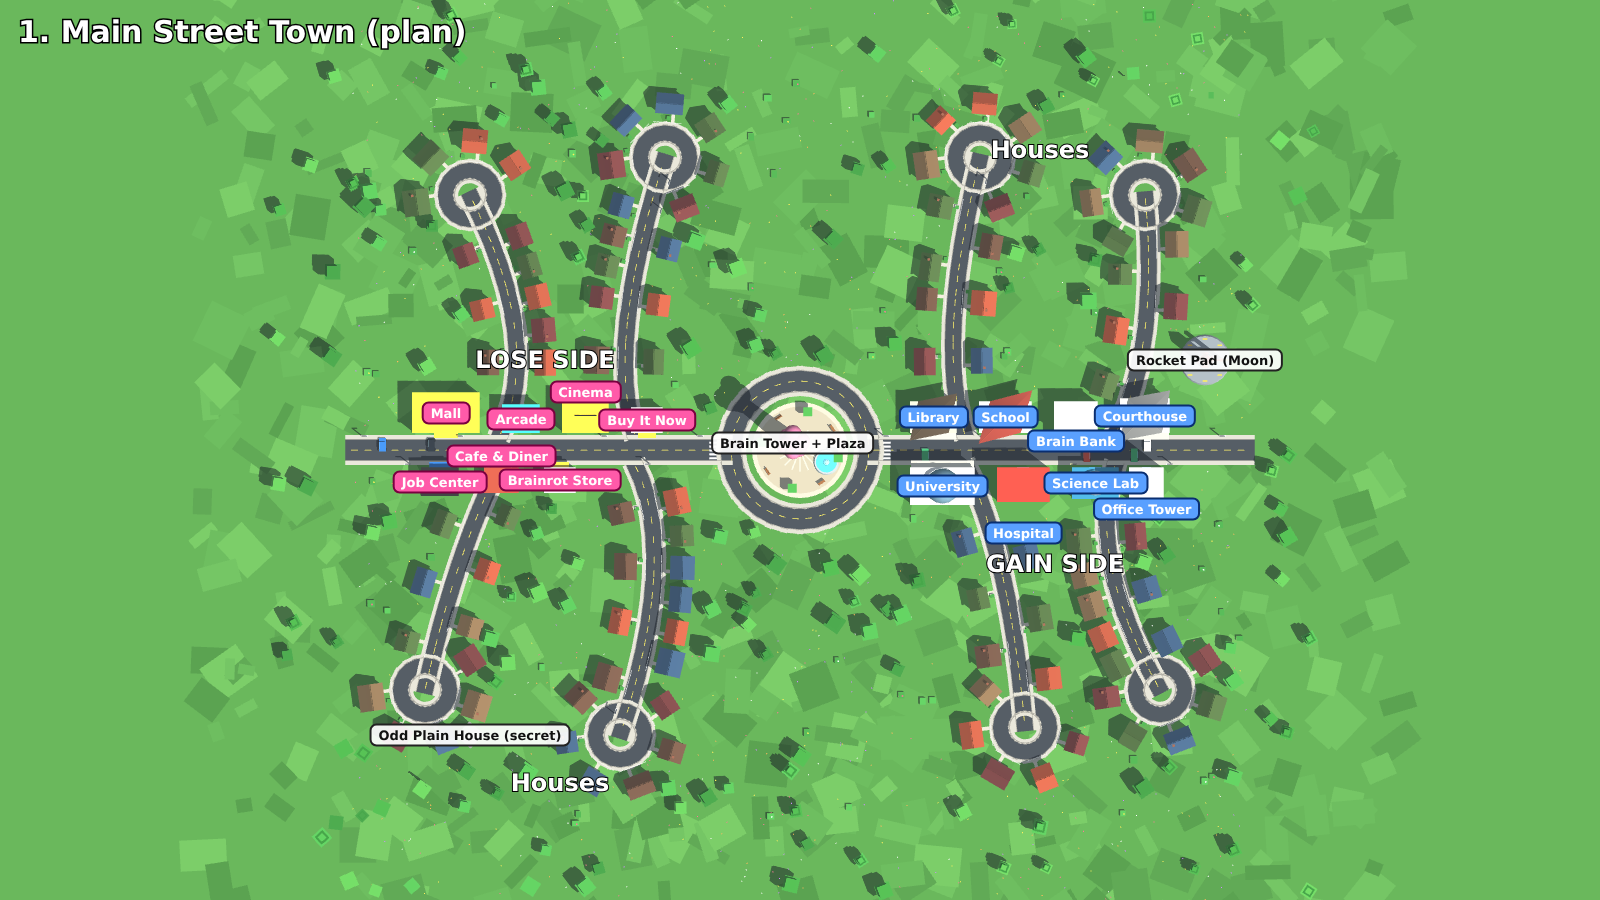 1. Main Street Town (plan)
Houses
LOSE SIDE
Rocket Pad (Moon)
Cinema
Mall
Arcade
Buy It Now
Library
School
Courthouse
Brain Tower + Plaza
Brain Bank
Cafe & Diner
Job Center
Brainrot Store
University
Science Lab
Office Tower
Hospital
GAIN SIDE
Odd Plain House (secret)
Houses